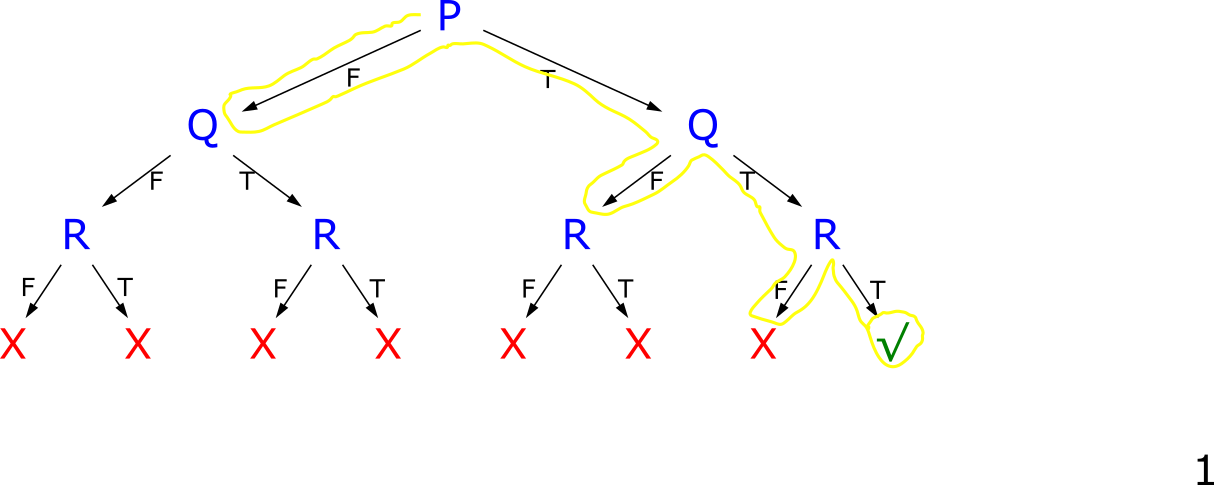 P
F T
Q Q
F T F T
R R R R
F T F T F T F T
X X X X X X X √
1